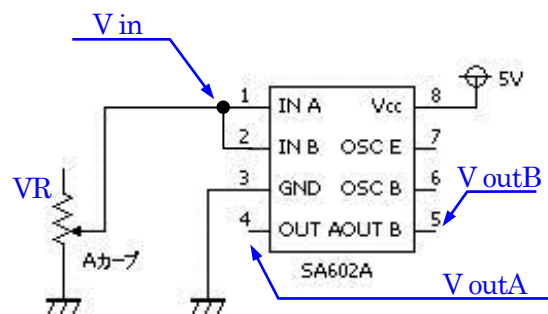 V in
5V
1 IN A Vcc 8
2 IN B OSC E 7
3 GND OSC B 6
4 OUT A OUT B 5
VR
Aカーブ
SA602A
V outB
V outA